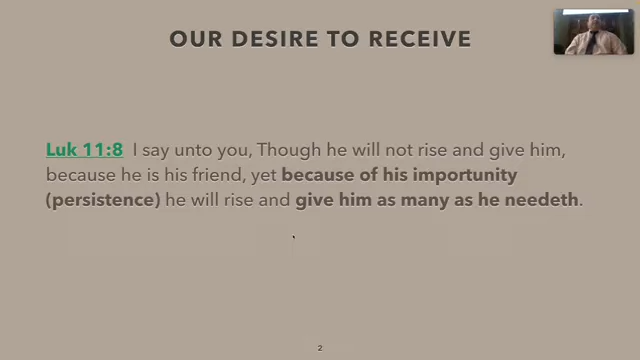 OUR DESIRE TO RECEIVE
Luk 11:8 I say unto you, Though he will not rise and give him,
because he is his friend, yet because of his importunity
(persistence) he will rise and give him as many as he needeth.
2